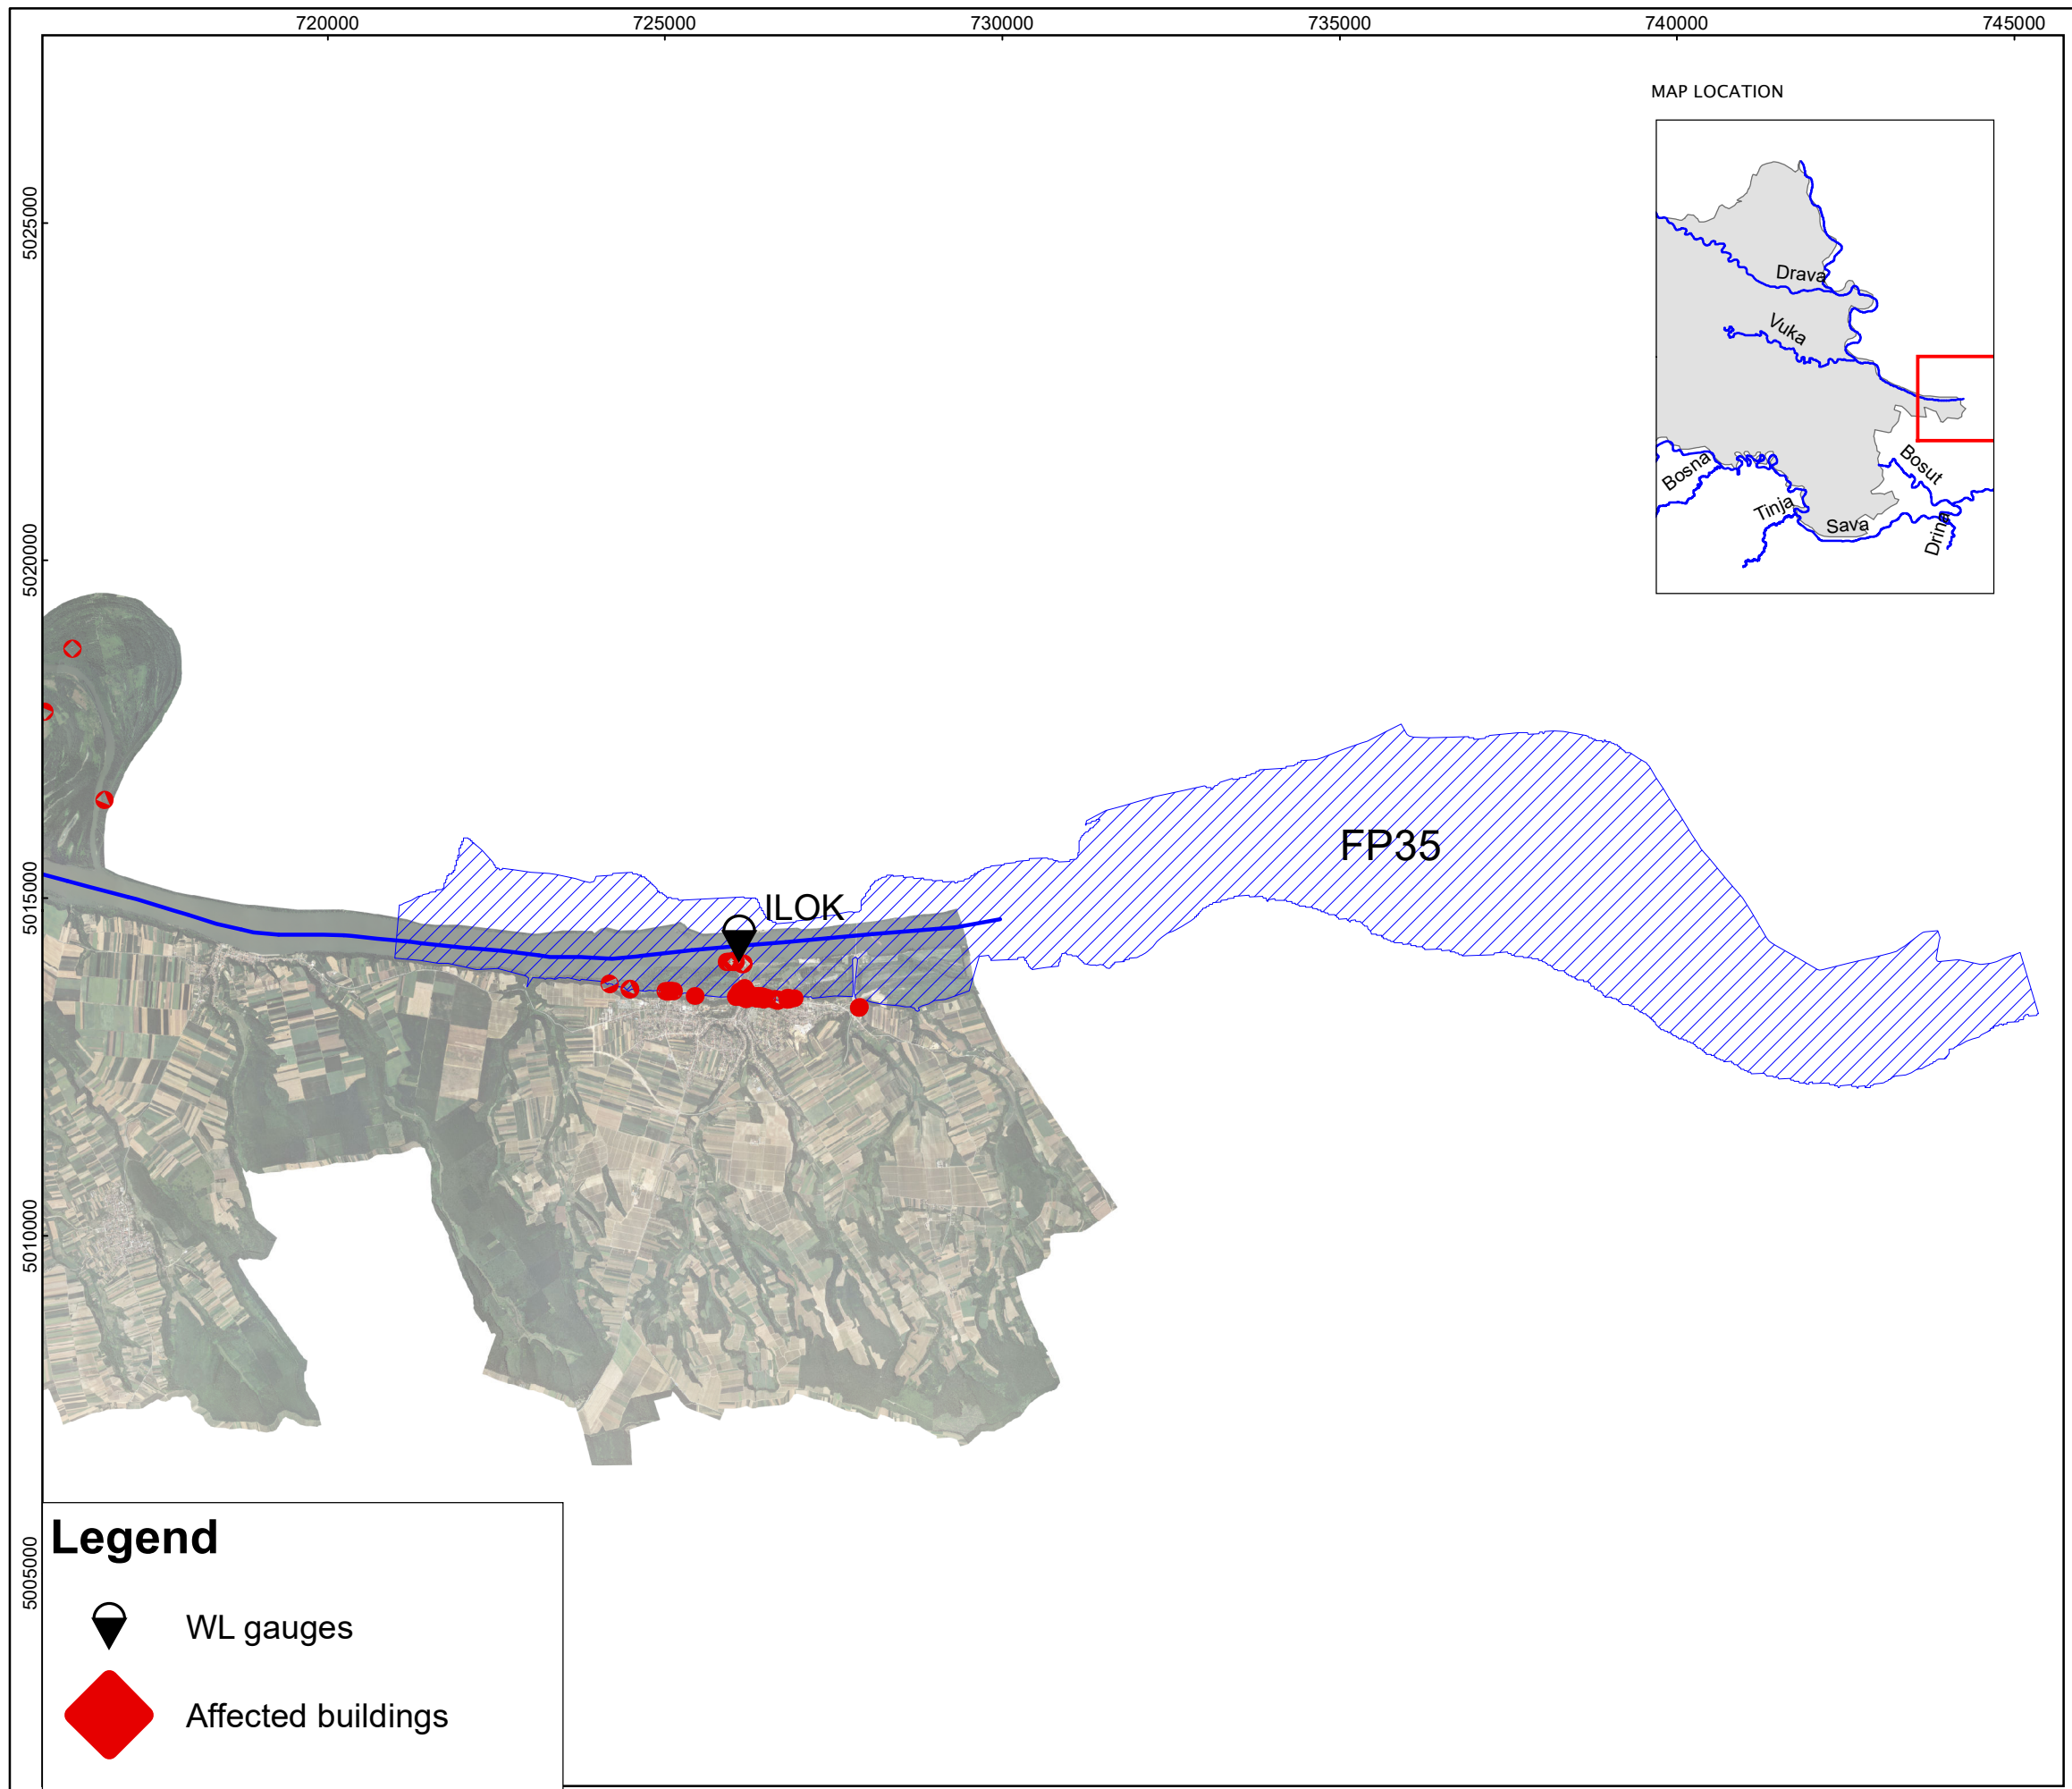 720000
725000
730000
735000
740000
745000
MAP LOCATION
5025000
Drava
Vuka
Bosut
Bosna
Tinja
Sava
Drina
5020000
FP35
5015000
ILOK
5010000
Legend
5005000
WL gauges
Affected buildings